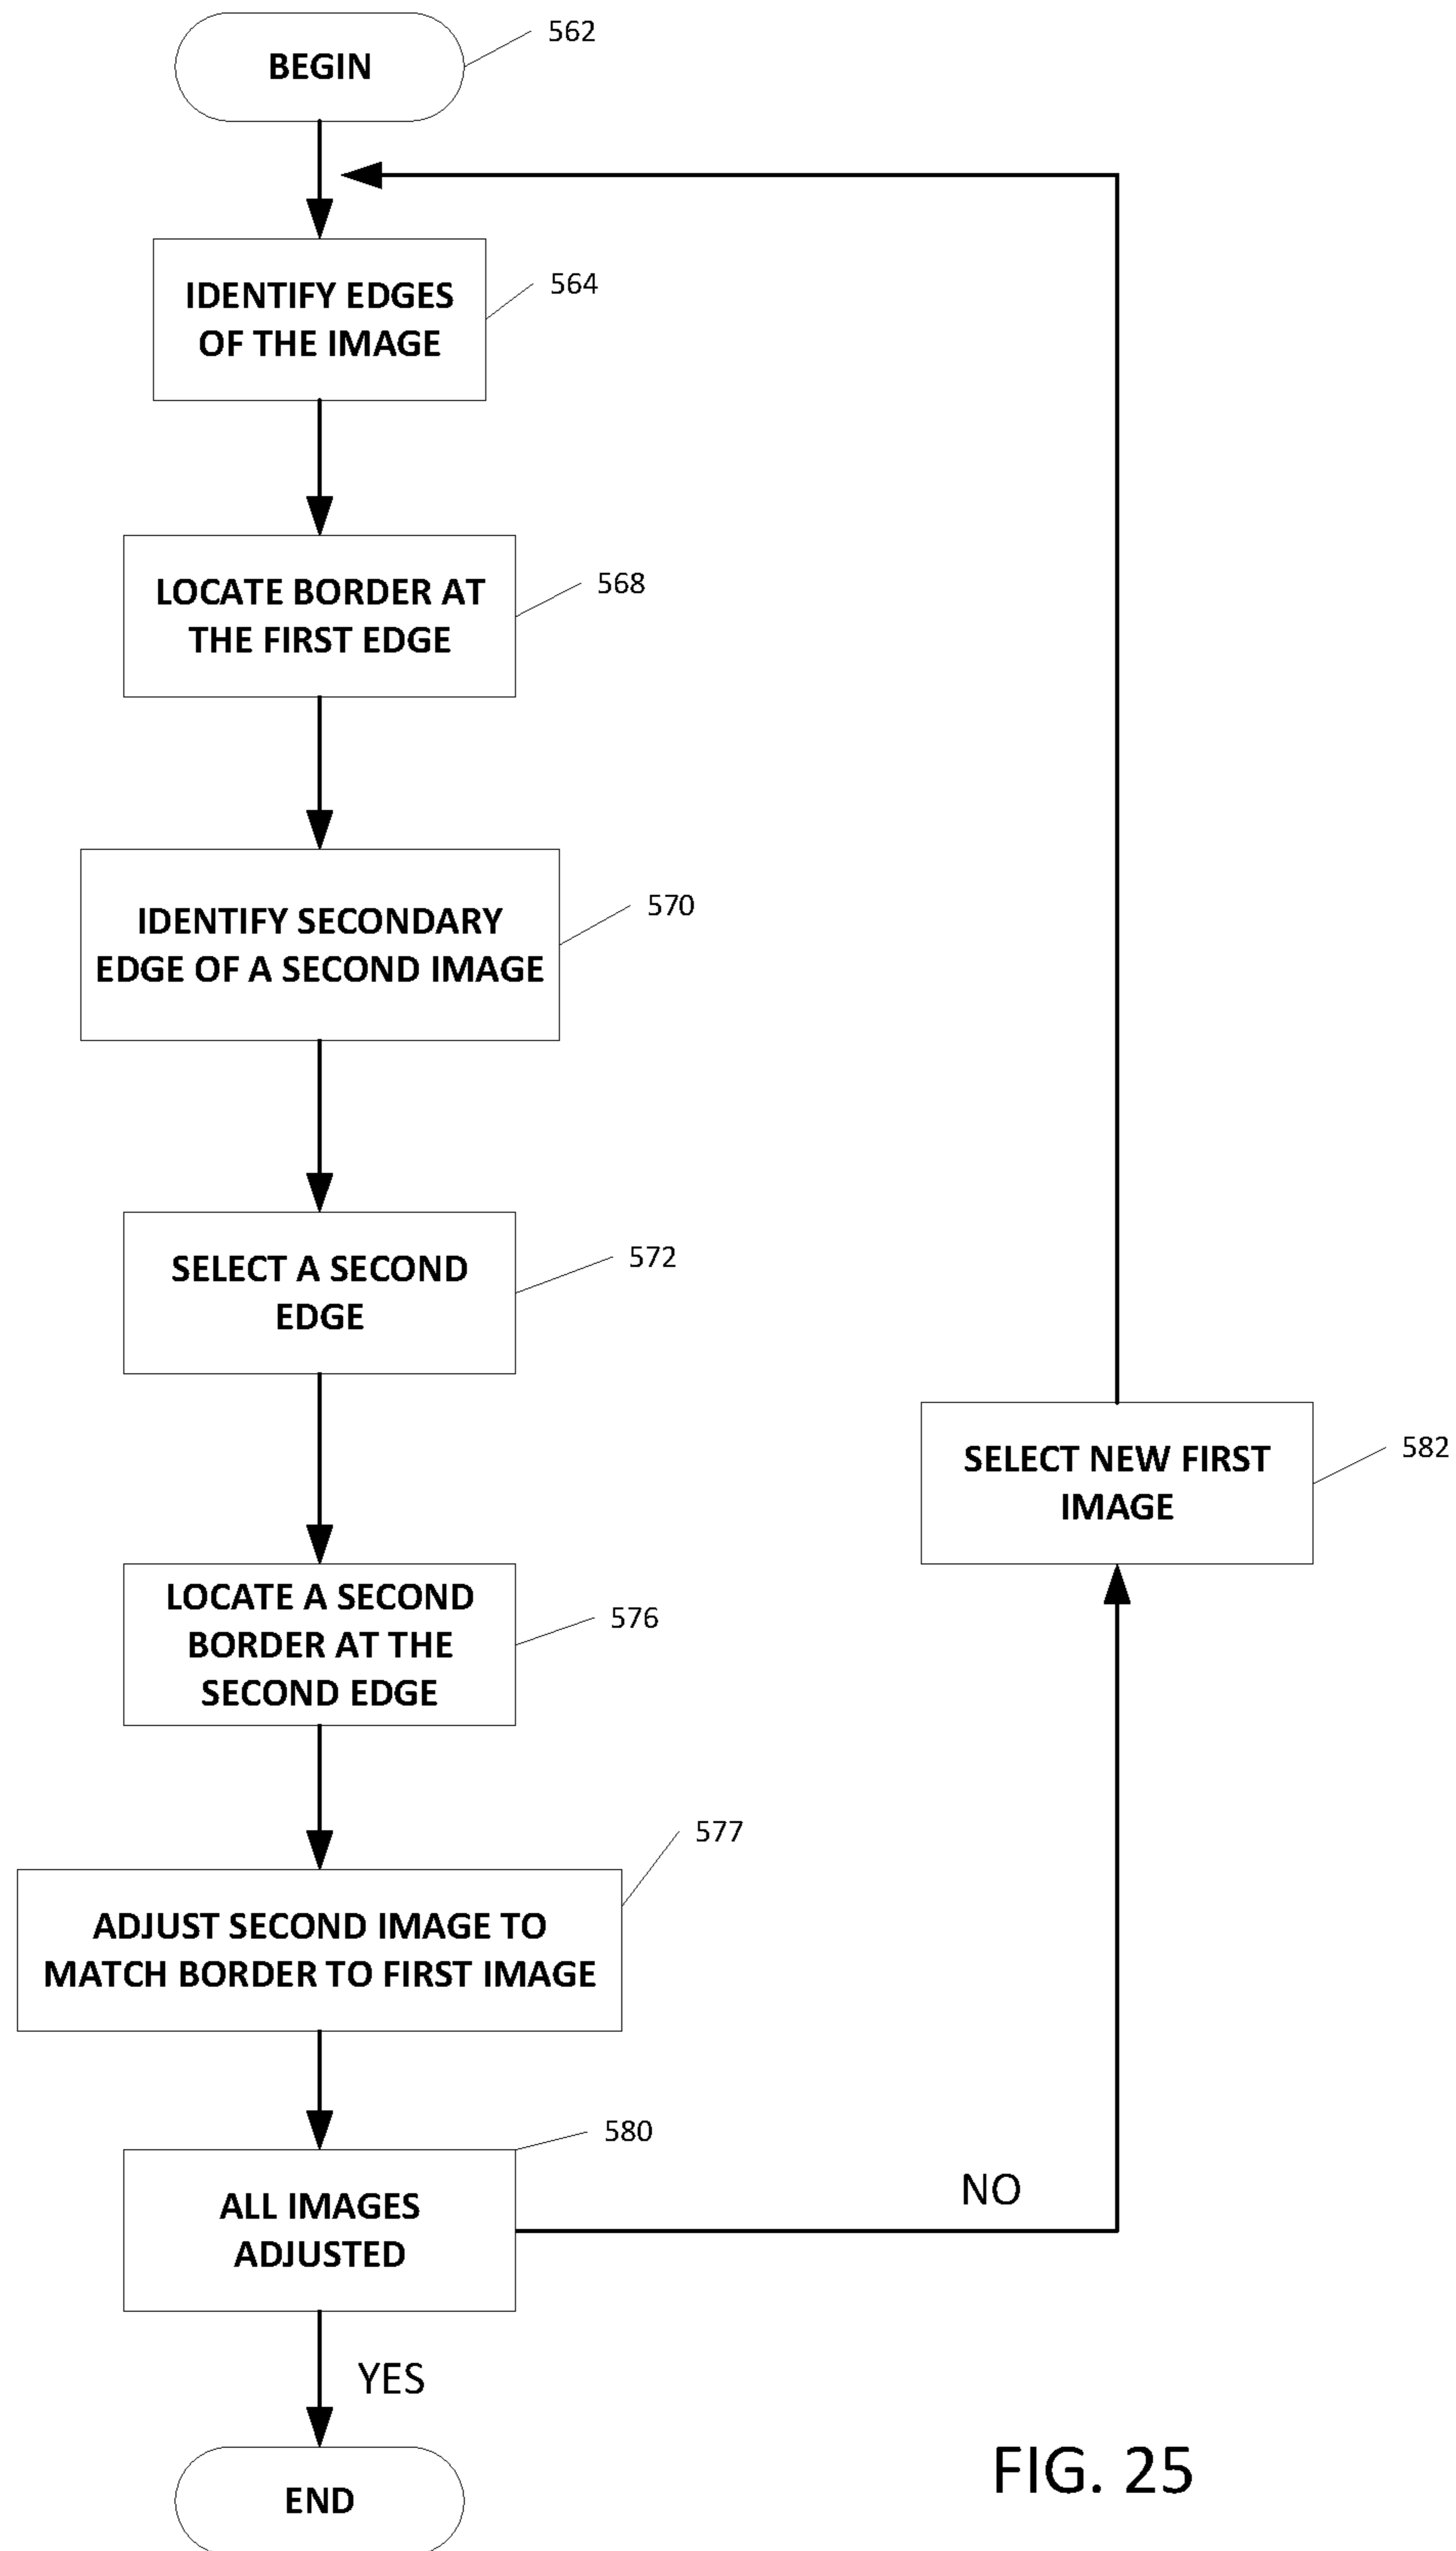 BEGIN
562
IDENTIFY EDGES
OF THE IMAGE
564
LOCATE BORDER AT
THE FIRST EDGE
568
IDENTIFY SECONDARY
EDGE OF A SECOND IMAGE
570
SELECT A SECOND
EDGE
572
SELECT NEW FIRST
IMAGE
582
LOCATE A SECOND
BORDER AT THE
SECOND EDGE
576
ADJUST SECOND IMAGE TO
MATCH BORDER TO FIRST IMAGE
577
ALL IMAGES
ADJUSTED
580
NO
YES
END
FIG. 25